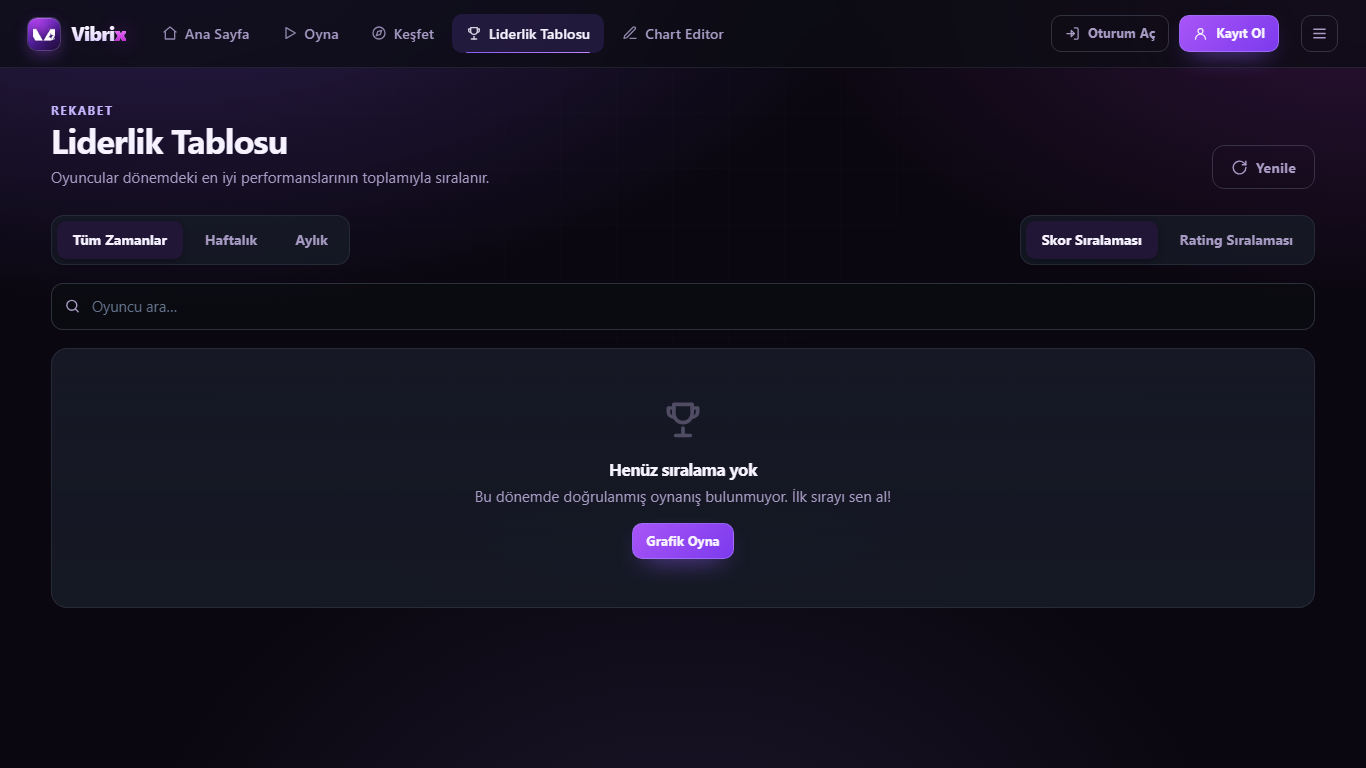 Vibrix
Ana Sayfa
Oyna
Keşfet
Liderlik Tablosu
Chart Editor
Oturum Aç
Kayıt Ol
REKABET
Liderlik Tablosu
Oyuncular dönemdeki en iyi performanslarının toplamıyla sıralanır.
Yenile
Tüm Zamanlar
Haftalık
Aylık
Skor Sıralaması
Rating Sıralaması
Oyuncu ara...
Henüz sıralama yok
Bu dönemde doğrulanmış oynanış bulunmuyor. İlk sırayı sen al!
Grafik Oyna